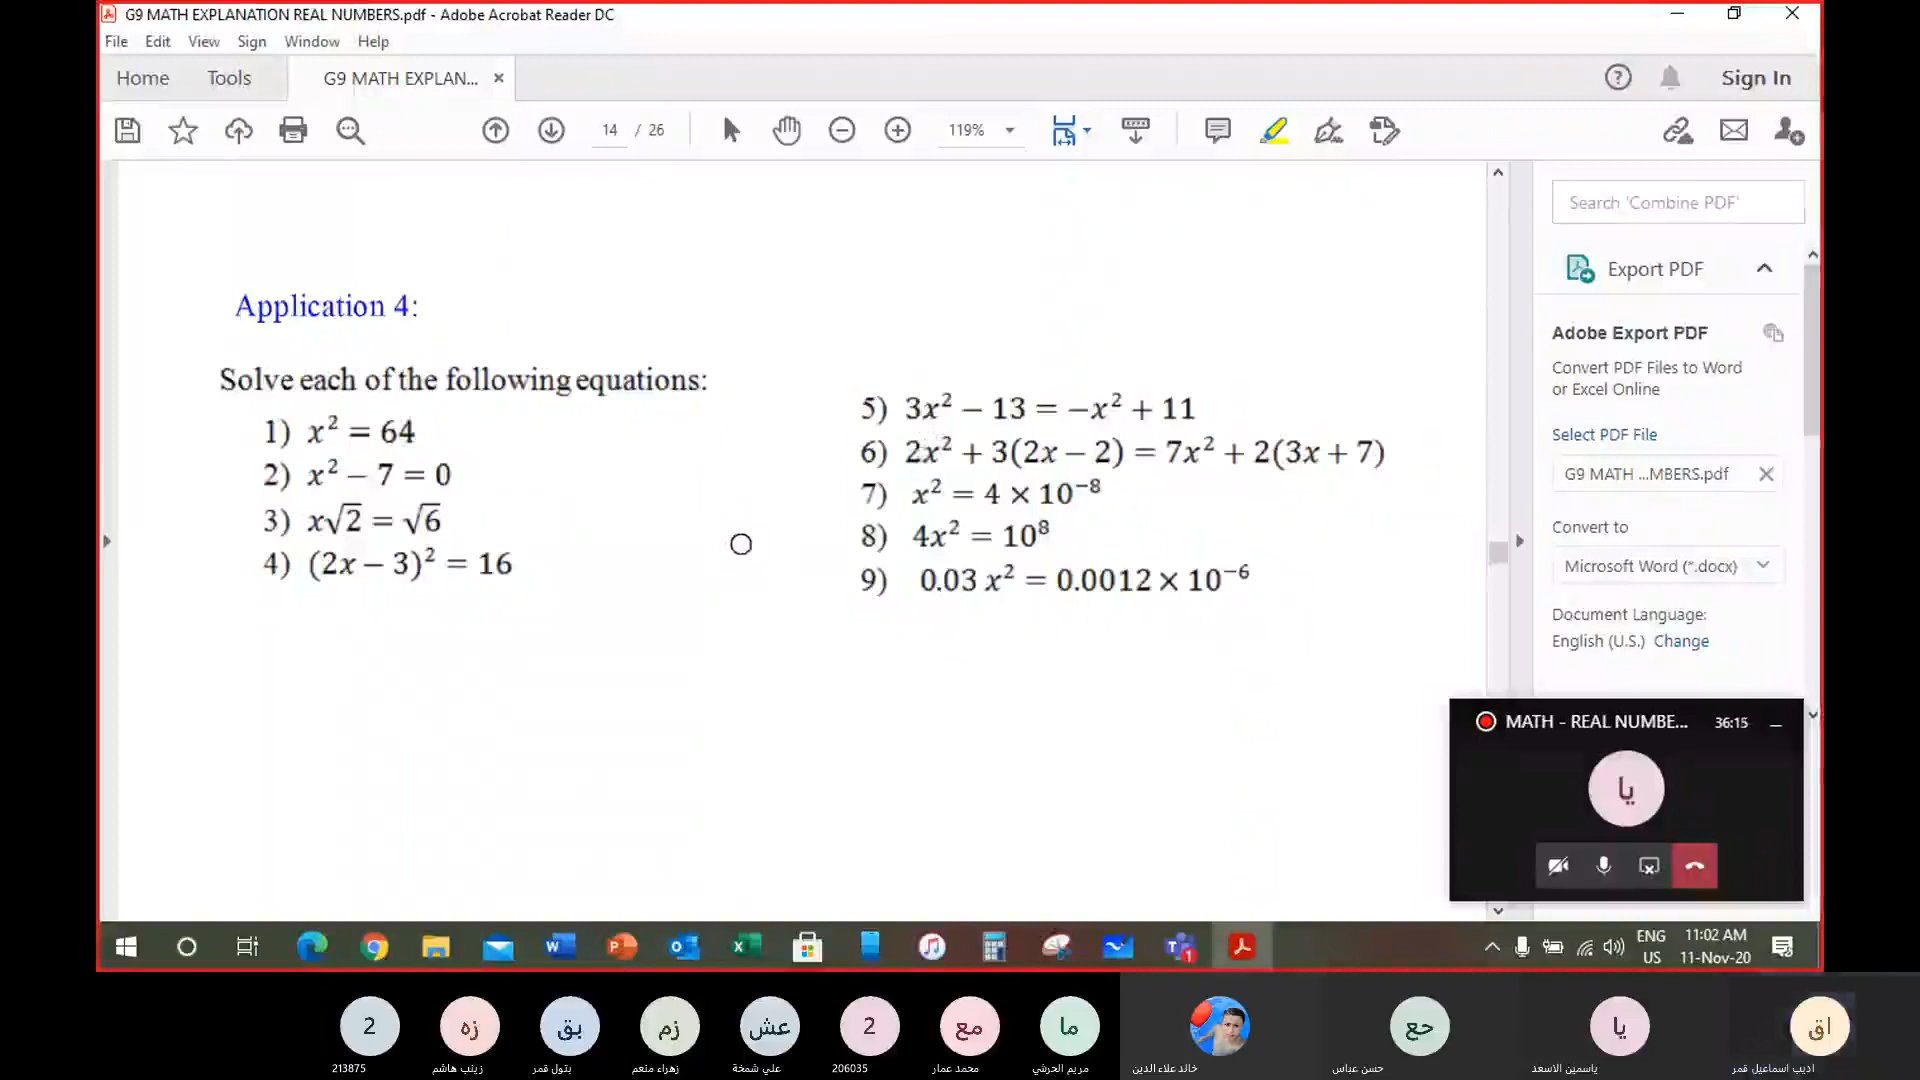 G9 MATH EXPLANATION REAL NUMBERS.pdf - Adobe Acrobat Reader DC
File Edit View Sign Window Help
Home Tools G9 MATH EXPLAN... × Sign In
14 / 26 119%
Application 4:
Solve each of the following equations:
1) x² = 64
2) x² − 7 = 0
3) x√2 = √6
4) (2x − 3)² = 16
5) 3x² − 13 = −x² + 11
6) 2x² + 3(2x − 2) = 7x² + 2(3x + 7)
7) x² = 4 × 10⁻⁸
8) 4x² = 10⁸
9) 0.03 x² = 0.0012 × 10⁻⁶
Search 'Combine PDF'
Export PDF
Adobe Export PDF
Convert PDF Files to Word
or Excel Online
Select PDF File
G9 MATH ...MBERS.pdf
Convert to
Microsoft Word (*.docx)
Document Language:
English (U.S.) Change
MATH - REAL NUMBE... 36:15
يا
ENG
US
11:02 AM
11-Nov-20
2 زه بق زم عش 2 مع ما حع يا اق
213875 زينب هاشم بتول قمر زهراء منعم علي شمخة 206035 محمد عمار مريم الحرشي خالد علاء الدين حسن عباس ياسمين الاسعد اديب اسماعيل قمر